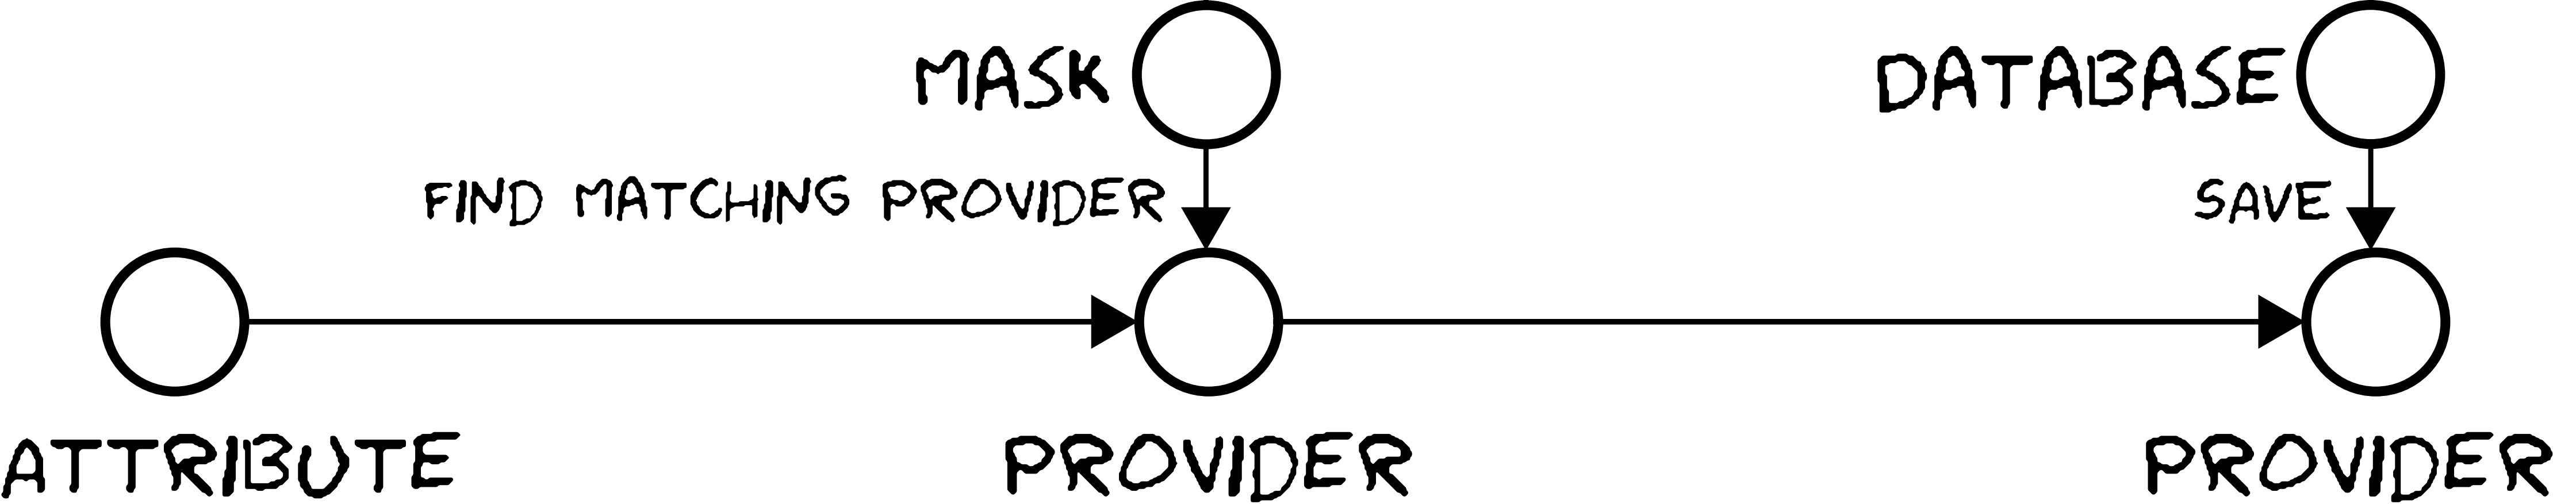 MASK
DATABASE
FIND MATCHING PROVIDER
SAVE
ATTRIBUTE
PROVIDER
PROVIDER